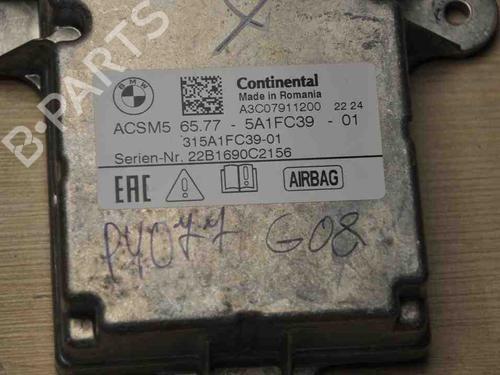 B-PARTS
BMW
Continental
Made in Romania
A3C07911200 22 24
ACSM5 65.77 - 5A1FC39 - 01
315A1FC39-01
Serien-Nr. 22B1690C2156
EAC AIRBAG
PY077 G08